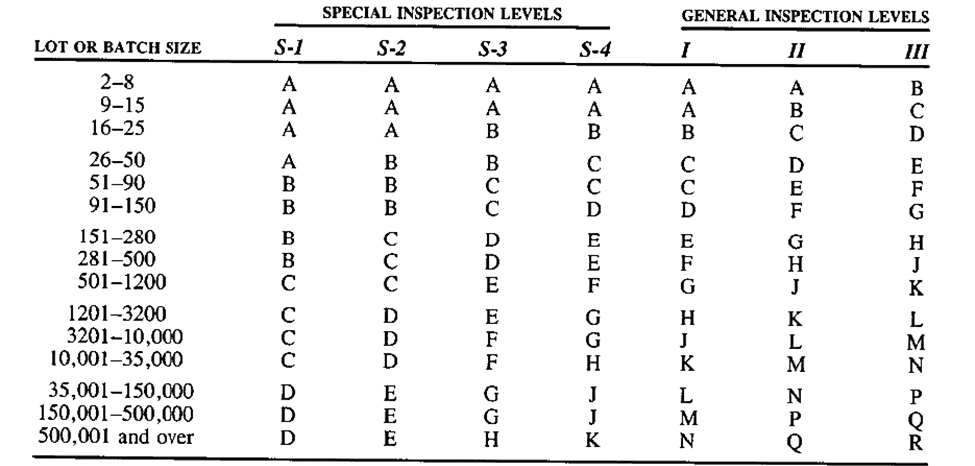 SPECIAL INSPECTION LEVELS GENERAL INSPECTION LEVELS
LOT OR BATCH SIZE S-1 S-2 S-3 S-4 I II III
2–8 A A A A A A B
9–15 A A A A A B C
16–25 A A B B B C D
26–50 A B B C C D E
51–90 B B C C C E F
91–150 B B C D D F G
151–280 B C D E E G H
281–500 B C D E F H J
501–1200 C C E F G J K
1201–3200 C D E G H K L
3201–10,000 C D F G J L M
10,001–35,000 C D F H K M N
35,001–150,000 D E G J L N P
150,001–500,000 D E G J M P Q
500,001 and over D E H K N Q R